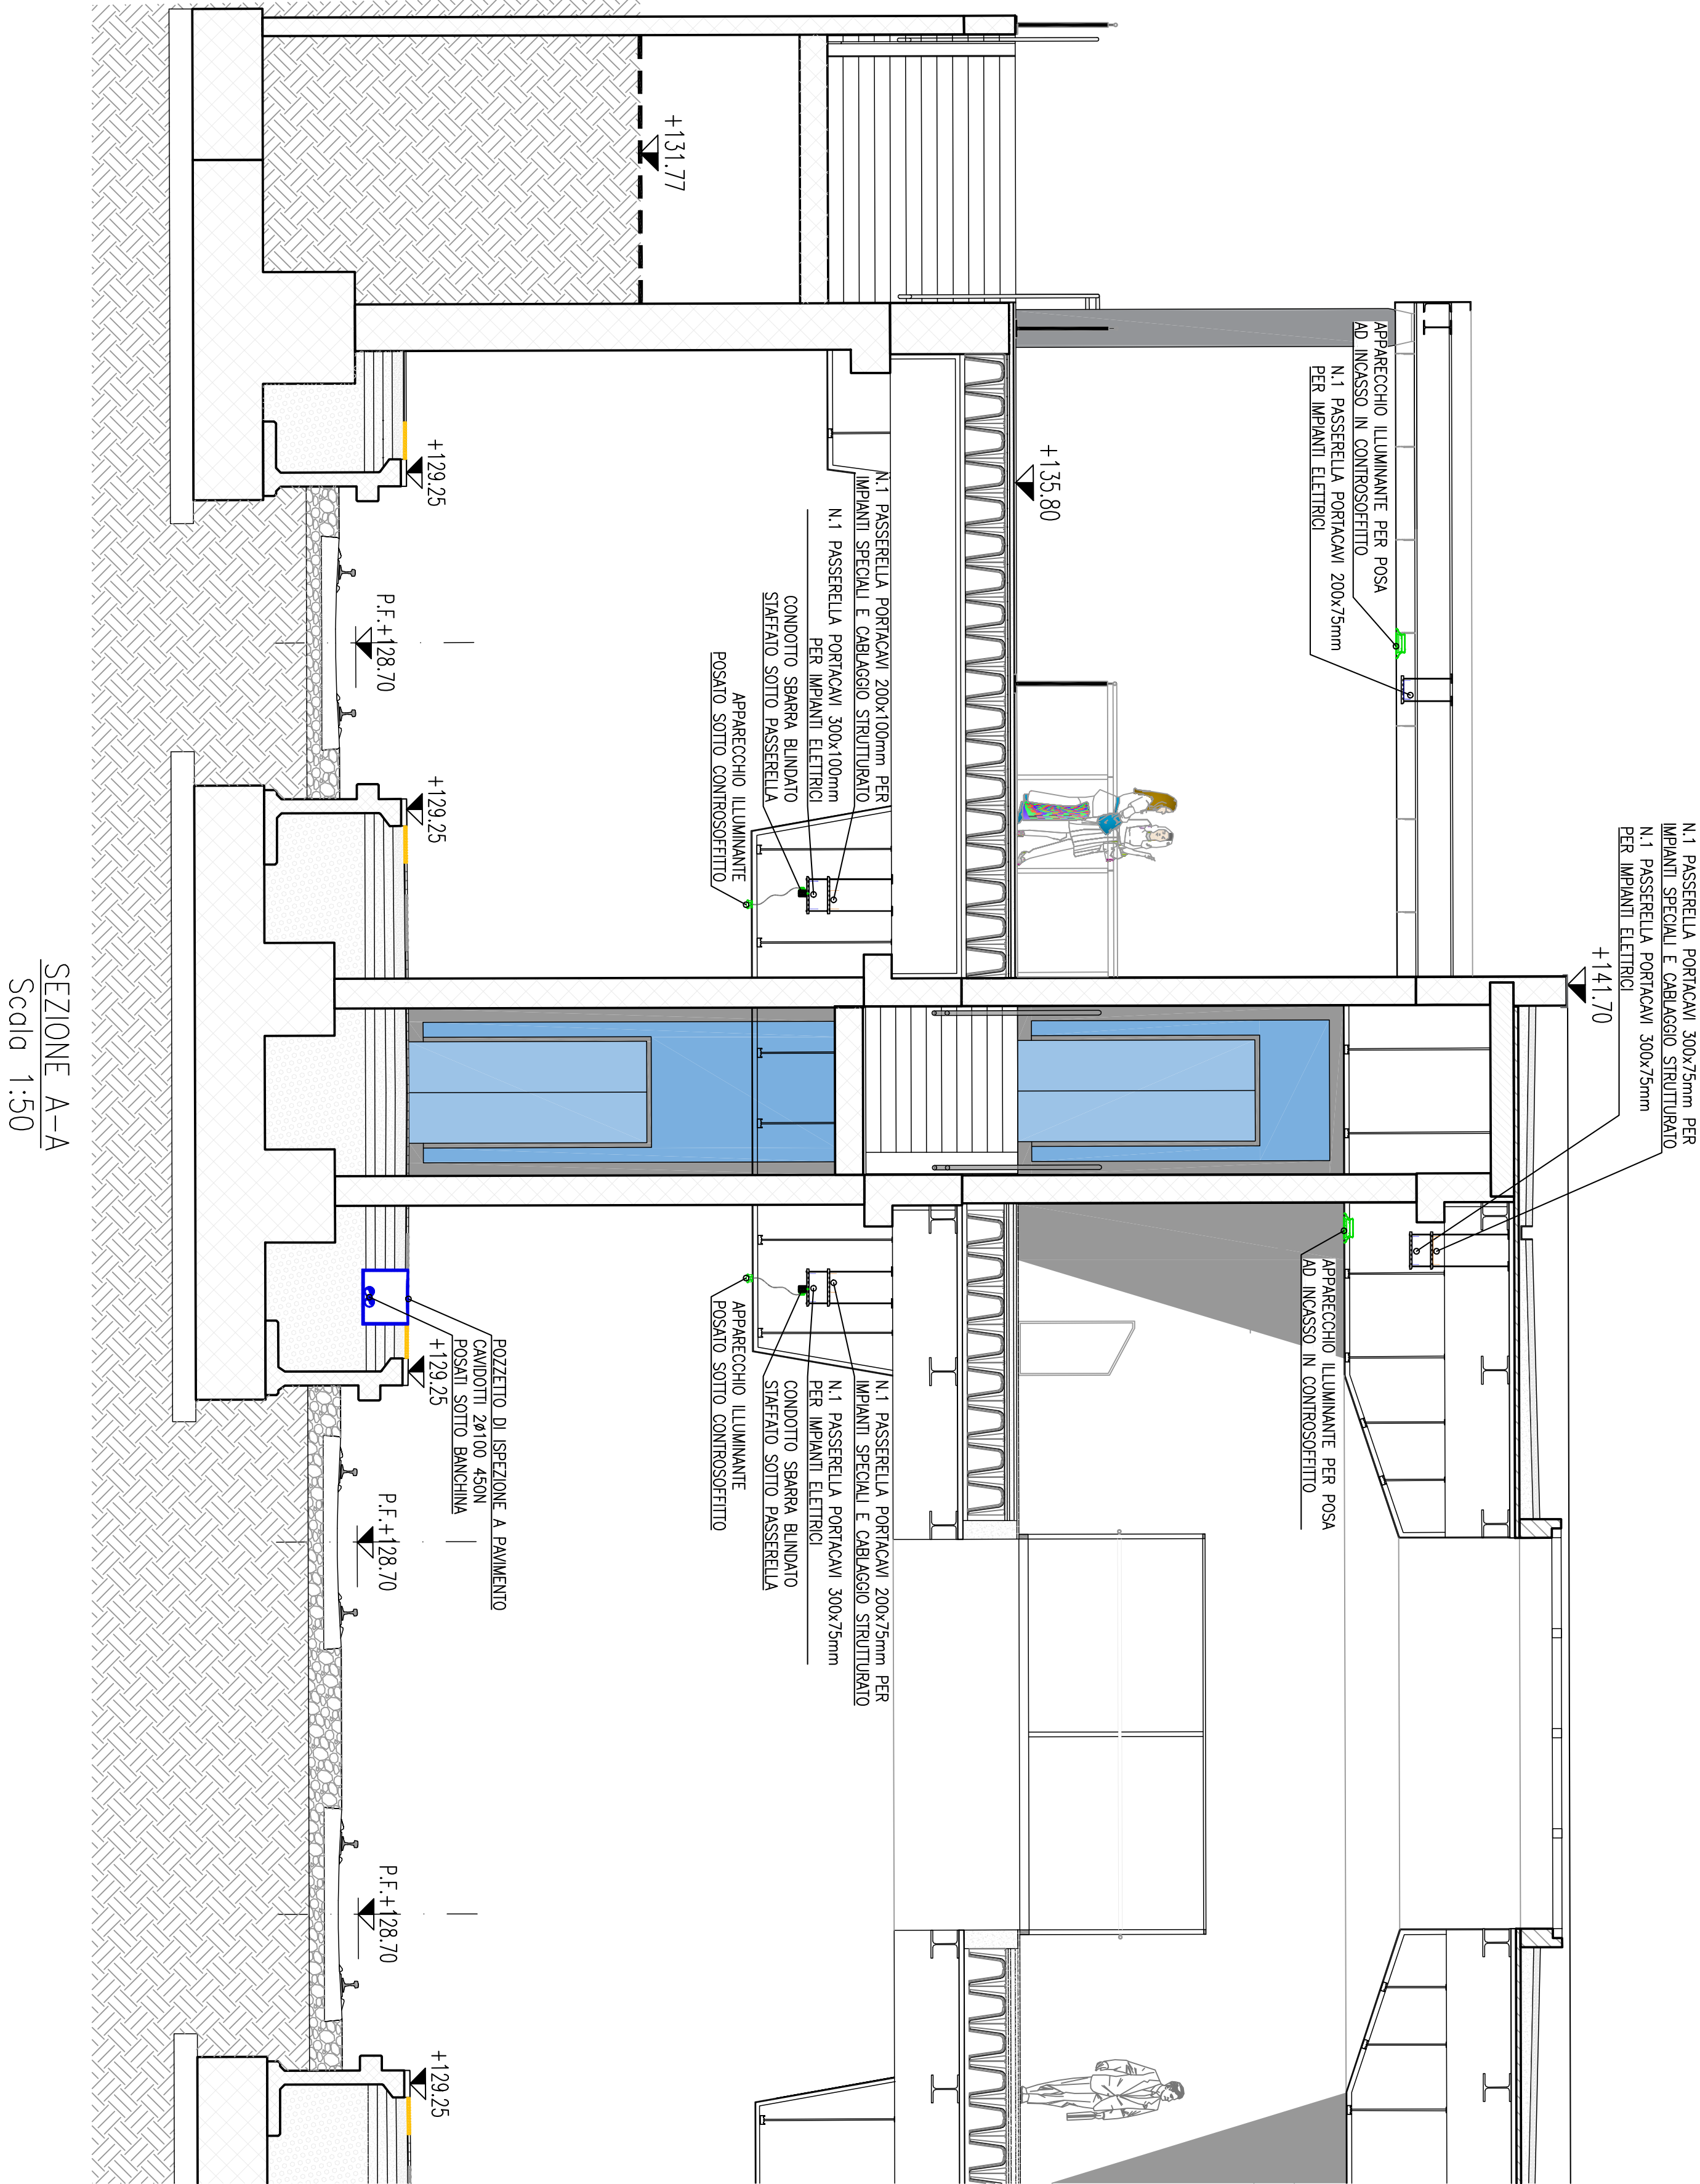 N.1 PASSERELLA PORTACAVI 300x75mm PER
IMPIANTI SPECIALI E CABLAGGIO STRUTTURATO
N.1 PASSERELLA PORTACAVI 300x75mm
PER IMPIANTI ELETTRICI
+141.70
APPARECCHIO ILLUMINANTE PER POSA
AD INCASSO IN CONTROSOFFITTO
N.1 PASSERELLA PORTACAVI 200x75mm
PER IMPIANTI ELETTRICI
APPARECCHIO ILLUMINANTE PER POSA
AD INCASSO IN CONTROSOFFITTO
+135.80
N.1 PASSERELLA PORTACAVI 200x100mm PER
IMPIANTI SPECIALI E CABLAGGIO STRUTTURATO
N.1 PASSERELLA PORTACAVI 300x100mm
PER IMPIANTI ELETTRICI
CONDOTTO SBARRA BLINDATO
STAFFATO SOTTO PASSERELLA
APPARECCHIO ILLUMINANTE
POSATO SOTTO CONTROSOFFITTO
N.1 PASSERELLA PORTACAVI 200x75mm PER
IMPIANTI SPECIALI E CABLAGGIO STRUTTURATO
N.1 PASSERELLA PORTACAVI 300x75mm
PER IMPIANTI ELETTRICI
CONDOTTO SBARRA BLINDATO
STAFFATO SOTTO PASSERELLA
APPARECCHIO ILLUMINANTE
POSATO SOTTO CONTROSOFFITTO
+131.77
POZZETTO DI ISPEZIONE A PAVIMENTO
CAVIDOTTI 2ø100 450N
POSATI SOTTO BANCHINA
+129.25
+129.25
+129.25
+129.25
P.F.+128.70
P.F.+128.70
P.F.+128.70
SEZIONE A-A
Scala 1:50